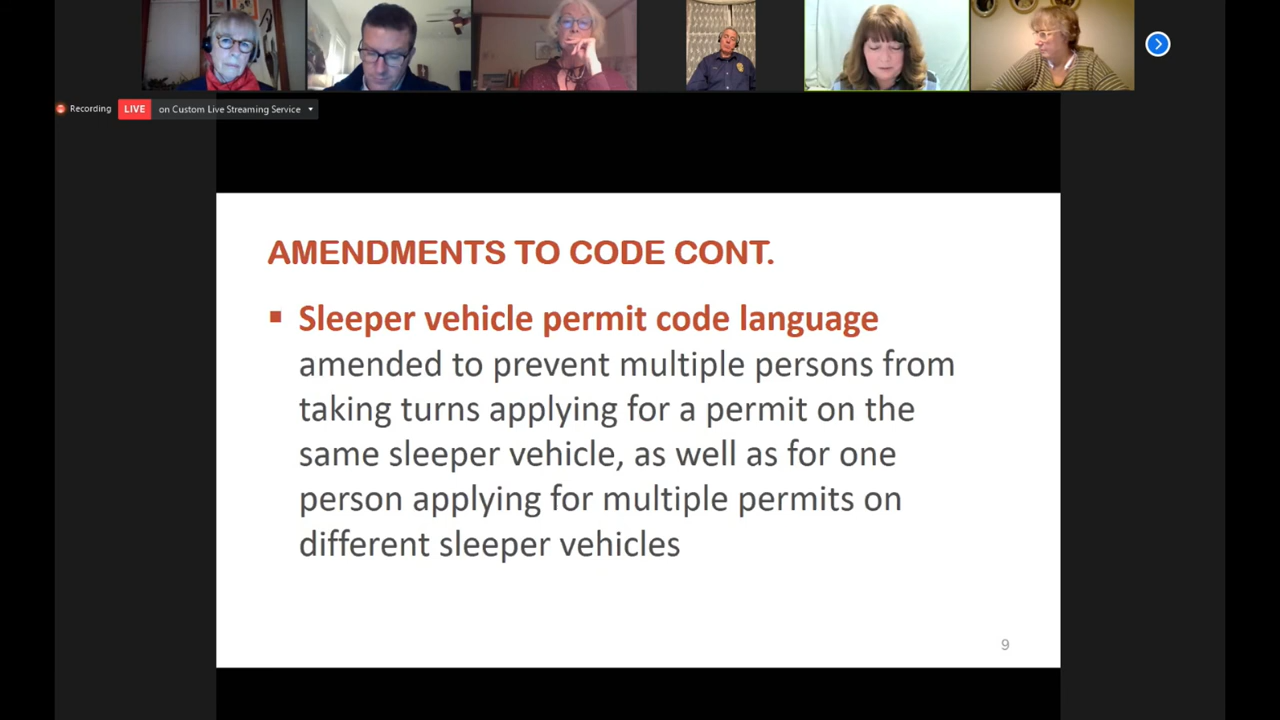 Recording
LIVE
on Custom Live Streaming Service
AMENDMENTS TO CODE CONT.
Sleeper vehicle permit code language
amended to prevent multiple persons from
taking turns applying for a permit on the
same sleeper vehicle, as well as for one
person applying for multiple permits on
different sleeper vehicles
9